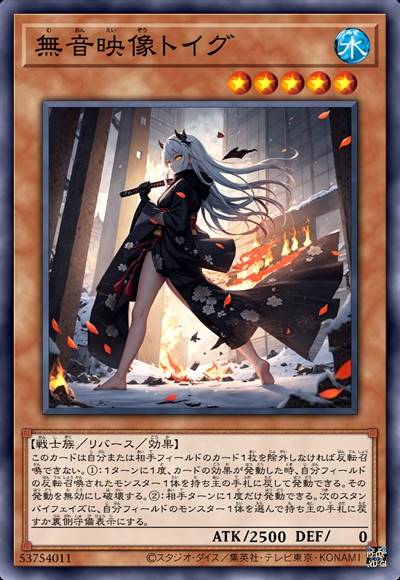 無音映像トイグ
水
【戦士族／リバース／効果】
このカードは自分または相手フィールドのカード1枚を除外しなければ反転召
喚できない。①：1ターンに1度、カードの効果が発動した時、自分フィールド
の反転召喚されたモンスター1体を持ち主の手札に戻して発動できる。そ
の発動を無効にし破壊する。②：相手ターンに1度だけ発動できる。次のスタン
バイフェイズに、自分フィールドのモンスター1体を選んで持ち主の手札に戻
すか裏側守備表示にする。
ATK/2500 DEF/ 0
53754011
©スタジオ・ダイス／集英社・テレビ東京・KONAMI